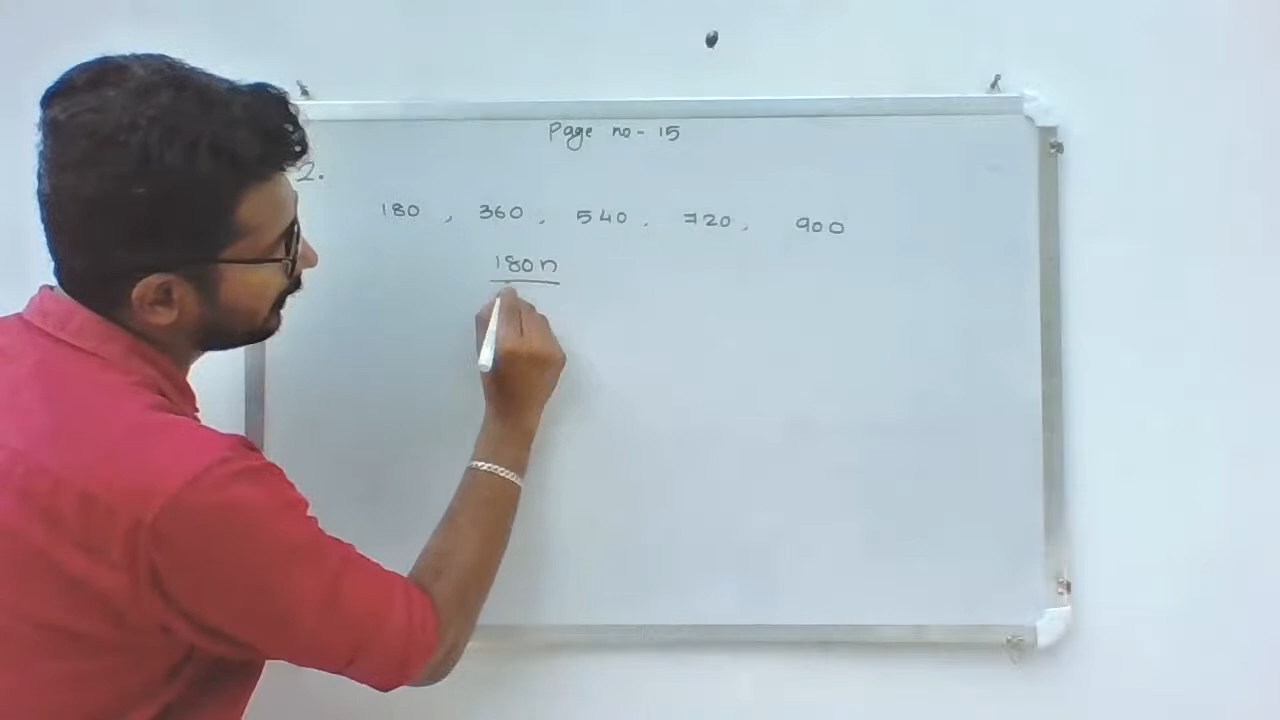 Page no - 15
2.
180 , 360 , 540 , 720 , 900
180n